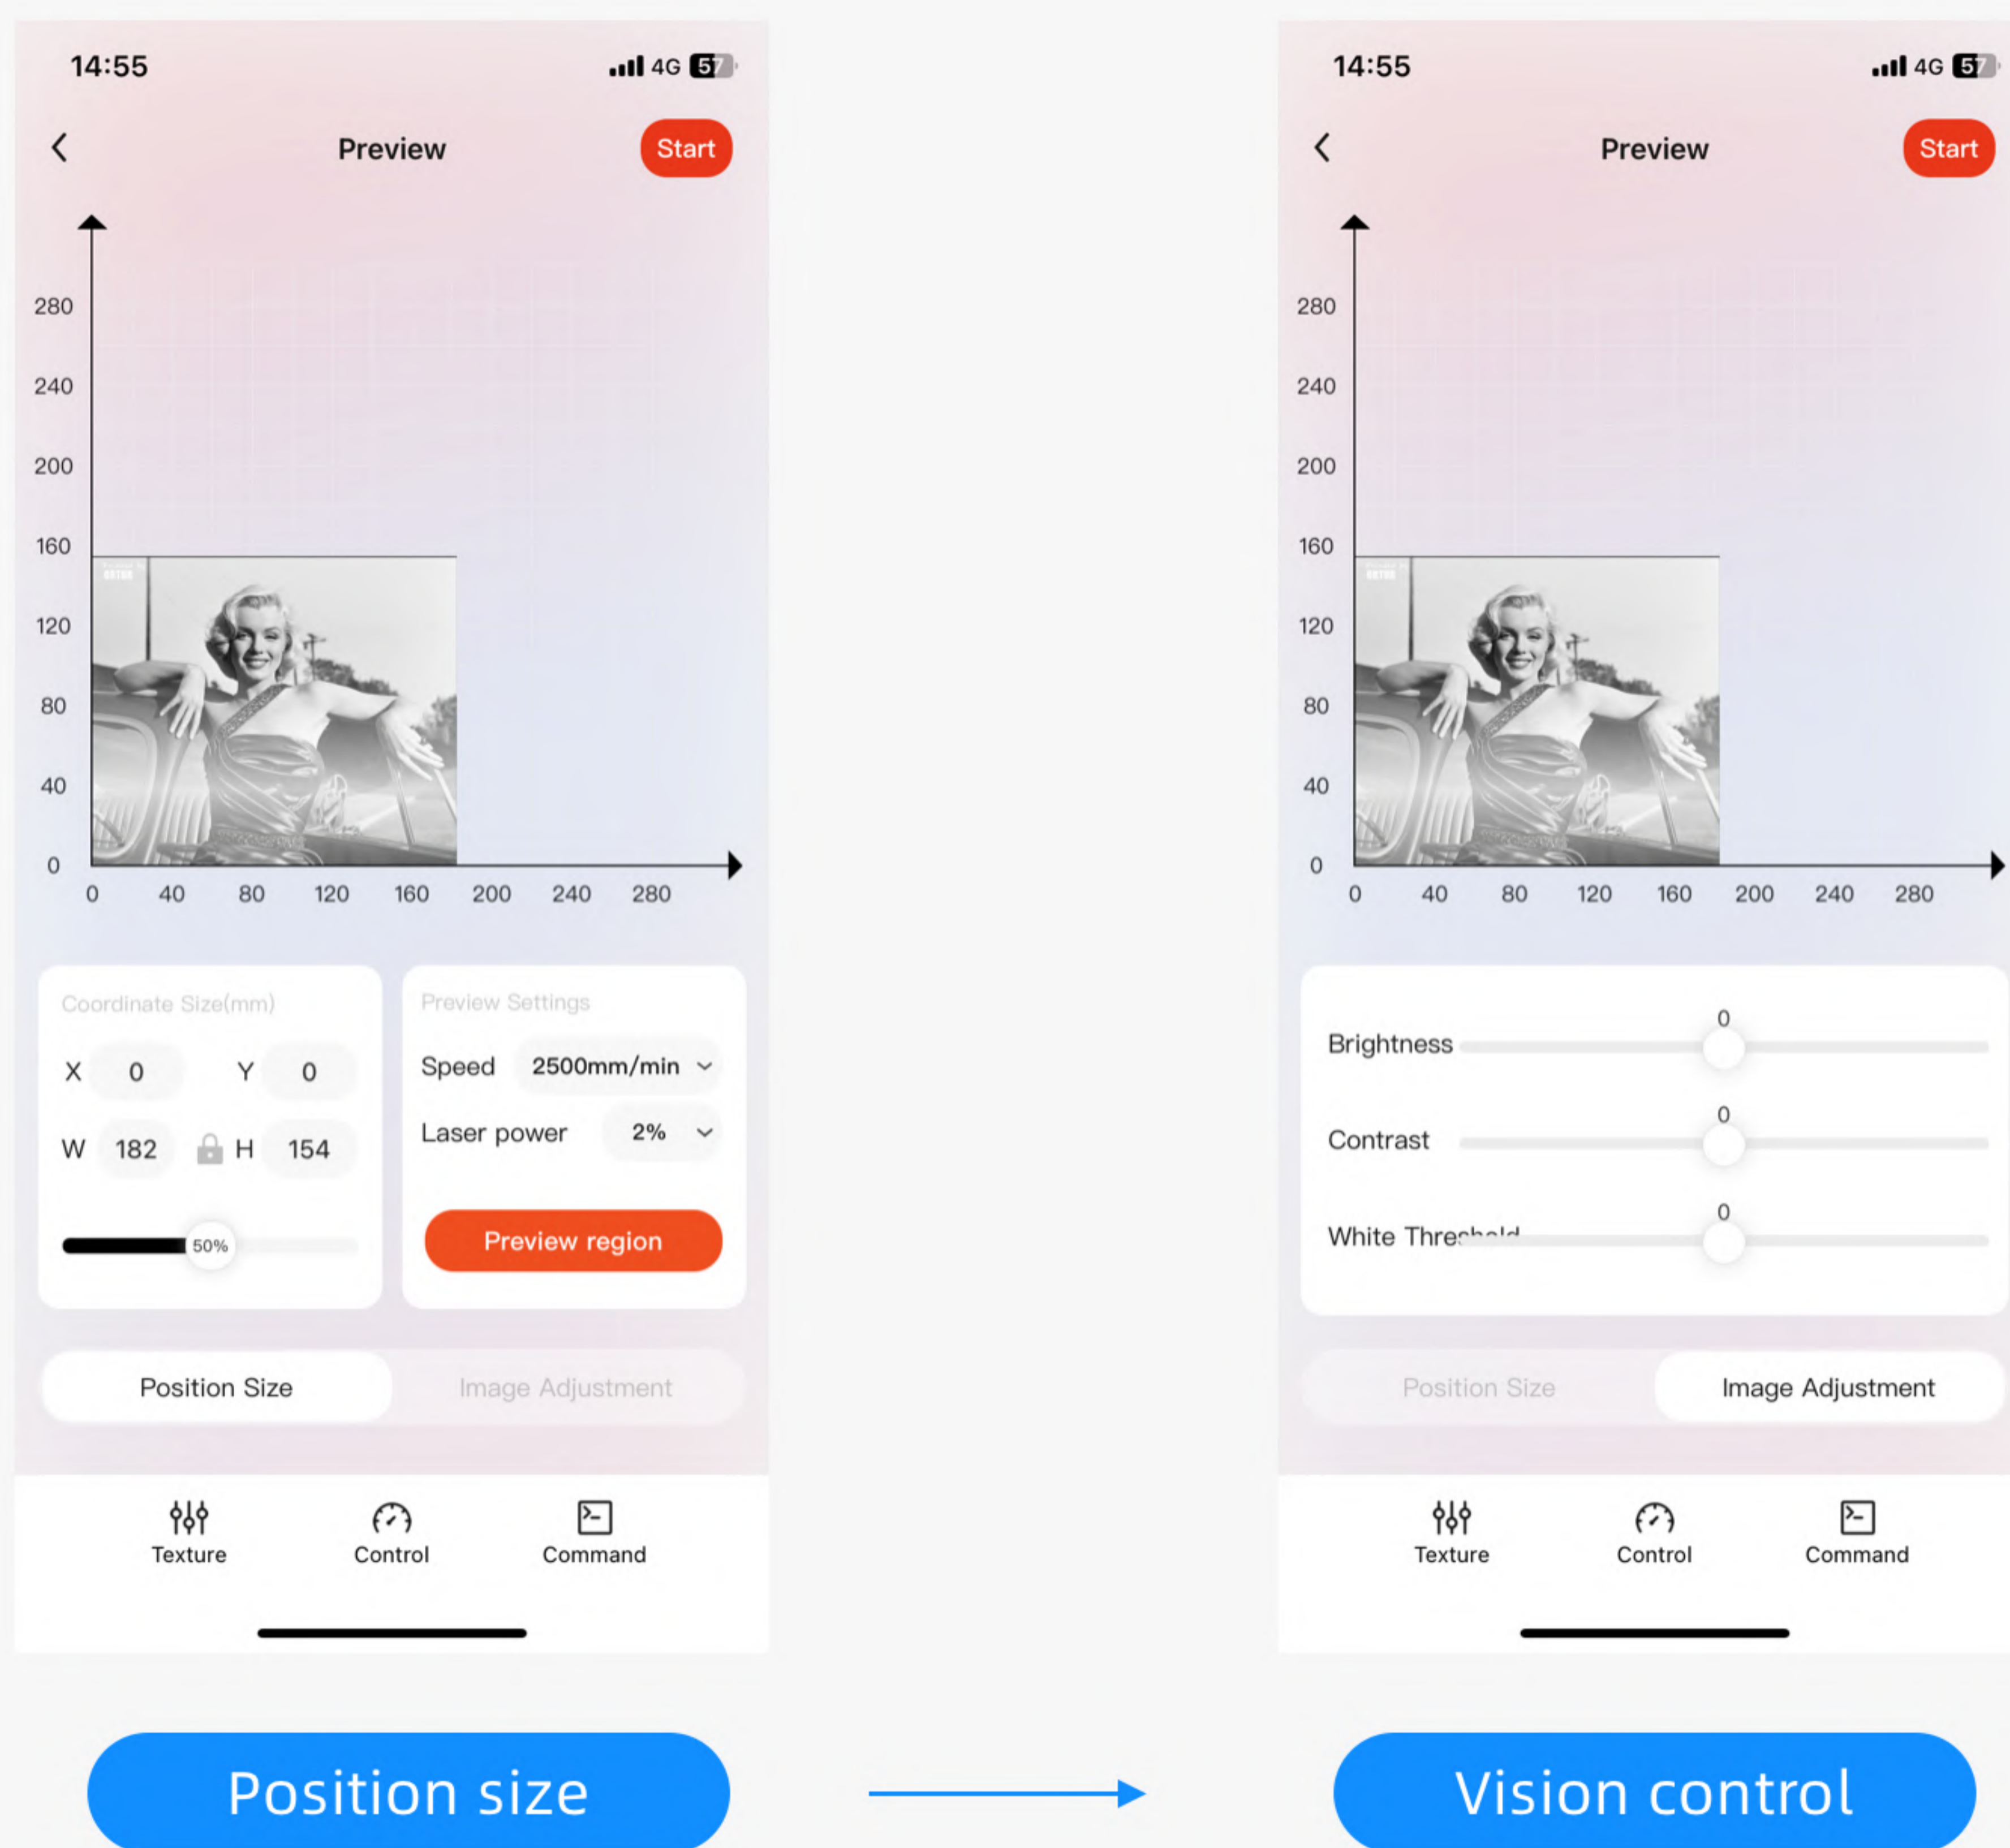 14:55
4G 57
Preview
Start
280
240
200
160
120
80
40
0
0 40 80 120 160 200 240 280
ORTUR
Coordinate Size(mm)
X 0 Y 0
W 182 H 154
50%
Preview Settings
Speed 2500mm/min
Laser power 2%
Preview region
Position Size
Image Adjustment
Texture
Control
Command
Position size
14:55
4G 57
Preview
Start
280
240
200
160
120
80
40
0
0 40 80 120 160 200 240 280
ORTUR
0
Brightness
0
Contrast
0
White Threshold
Position Size
Image Adjustment
Texture
Control
Command
Vision control